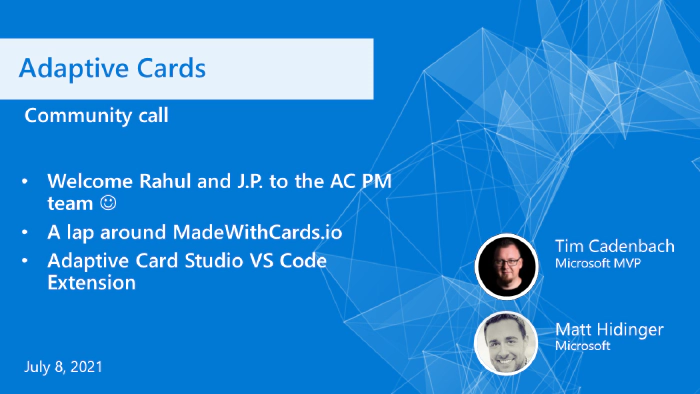 Adaptive Cards
Community call
• Welcome Rahul and J.P. to the AC PM
team ☺
• A lap around MadeWithCards.io
• Adaptive Card Studio VS Code
Extension
Tim Cadenbach
Microsoft MVP
Matt Hidinger
Microsoft
July 8, 2021